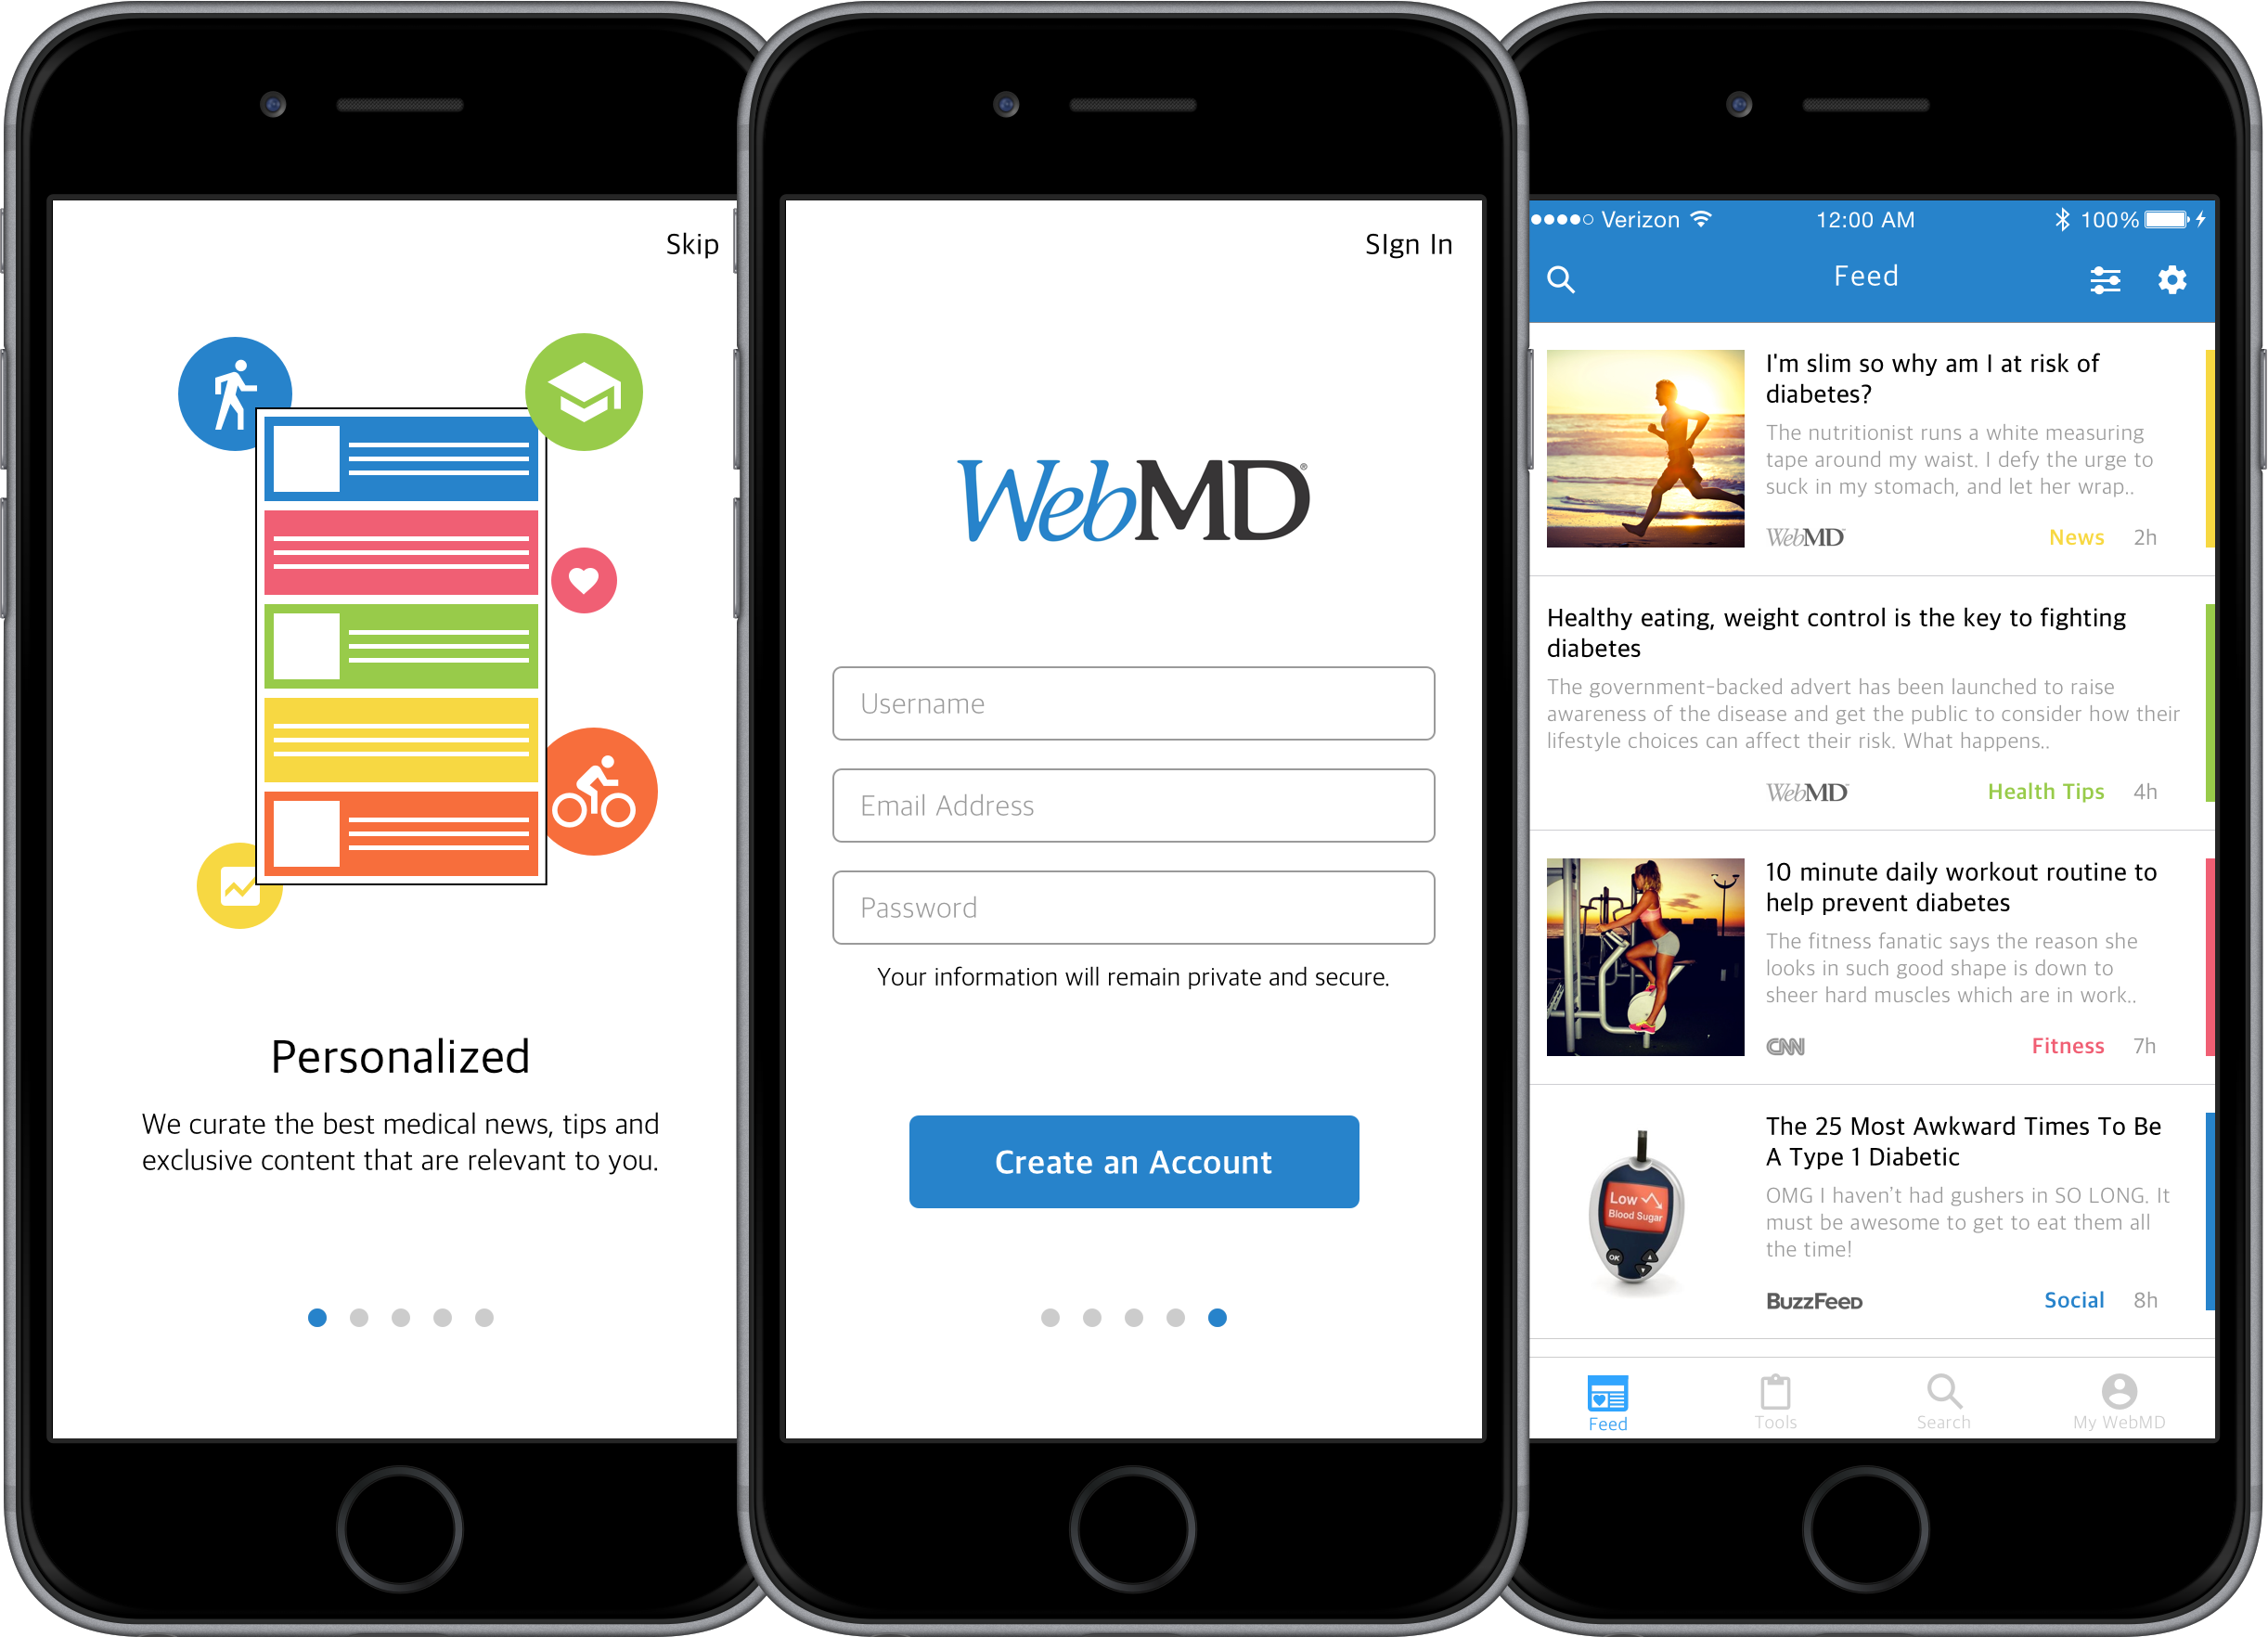 Skip
Personalized
We curate the best medical news, tips and
exclusive content that are relevant to you.
SIgn In
WebMD®
Username
Email Address
Password
Your information will remain private and secure.
Create an Account
Verizon 12:00 AM 100%
Feed
I'm slim so why am I at risk of
diabetes?
The nutritionist runs a white measuring
tape around my waist. I defy the urge to
suck in my stomach, and let her wrap..
WebMD News 2h
Healthy eating, weight control is the key to fighting
diabetes
The government-backed advert has been launched to raise
awareness of the disease and get the public to consider how their
lifestyle choices can affect their risk. What happens..
WebMD Health Tips 4h
10 minute daily workout routine to
help prevent diabetes
The fitness fanatic says the reason she
looks in such good shape is down to
sheer hard muscles which are in work..
CNN Fitness 7h
Low
Blood Sugar
OK
The 25 Most Awkward Times To Be
A Type 1 Diabetic
OMG I haven't had gushers in SO LONG. It
must be awesome to get to eat them all
the time!
BuzzFeed Social 8h
Feed Tools Search My WebMD